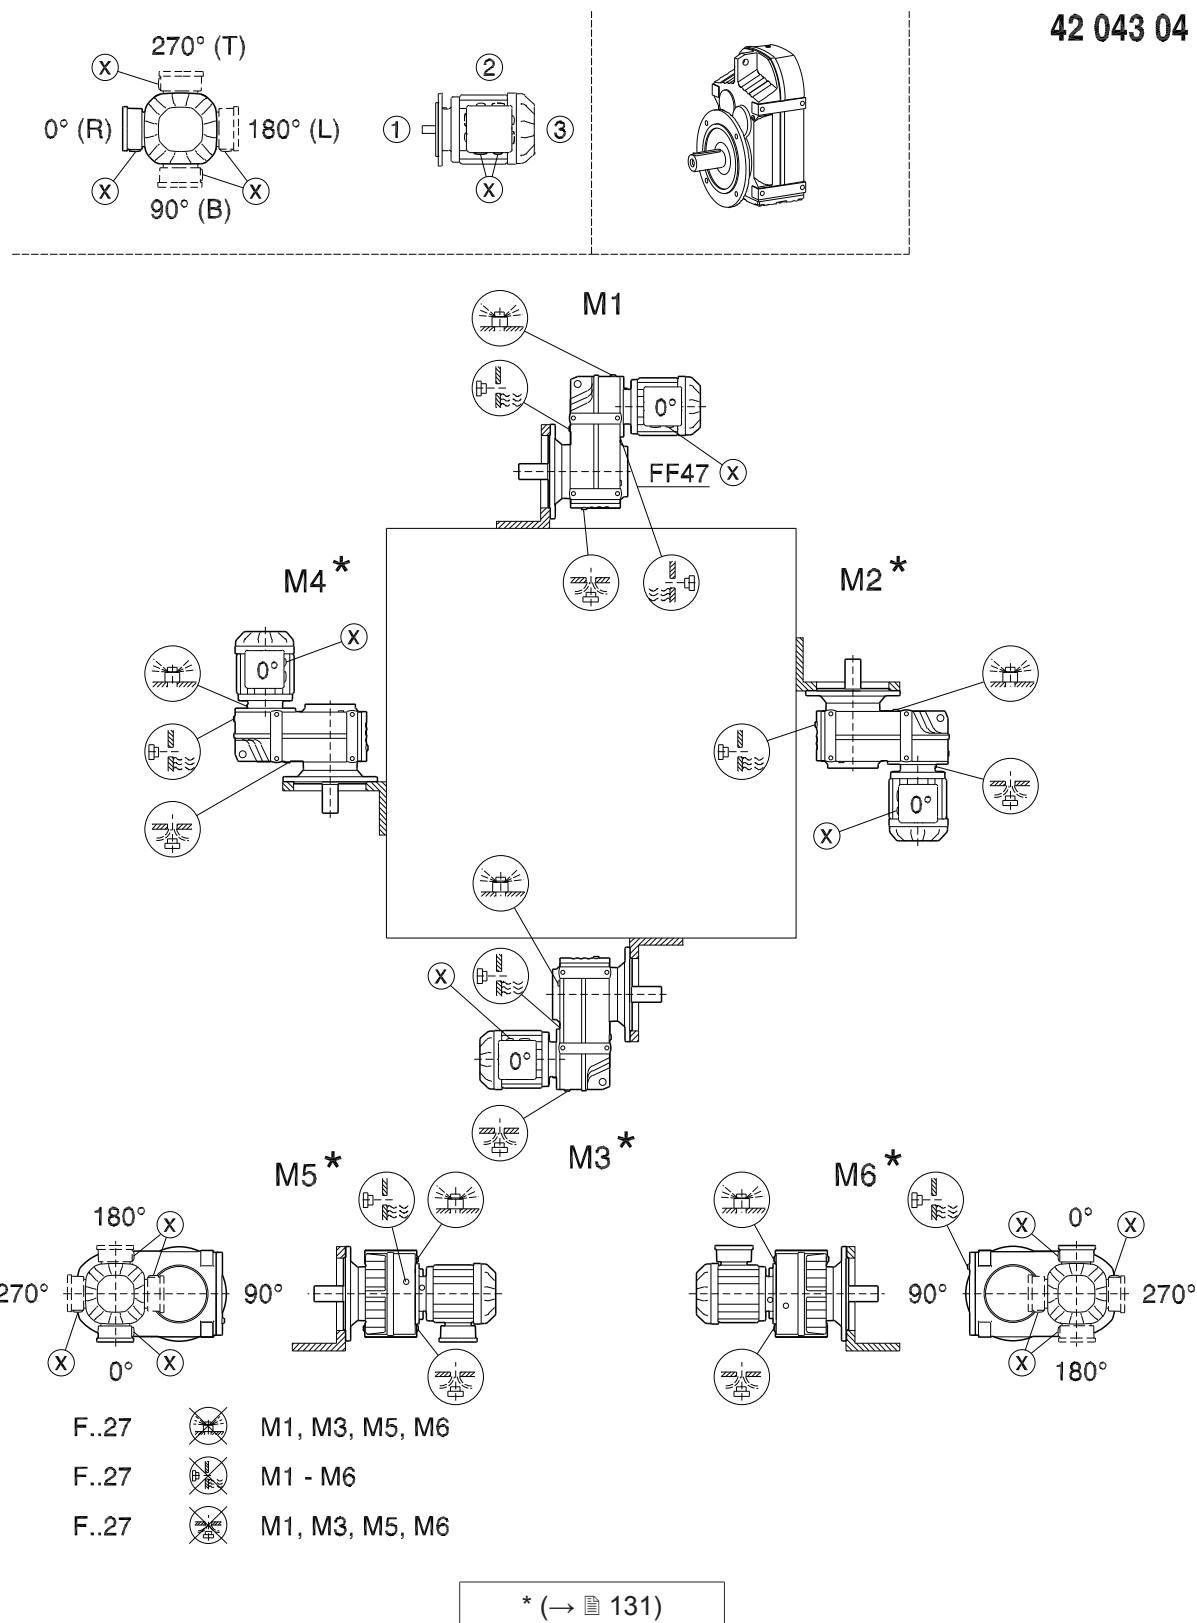 42 043 04
270° (T)
X
0° (R)
180° (L)
X
X
90° (B)
1
2
3
X
M1
0°
FF47
X
M4*
X
0°
M2*
0°
X
X
0°
M3*
M5*
M6*
180°
X
270°
90°
X
0°
X
X
0°
X
90°
270°
X
180°
F..27 M1, M3, M5, M6
F..27 M1 - M6
F..27 M1, M3, M5, M6
* (→ 131)